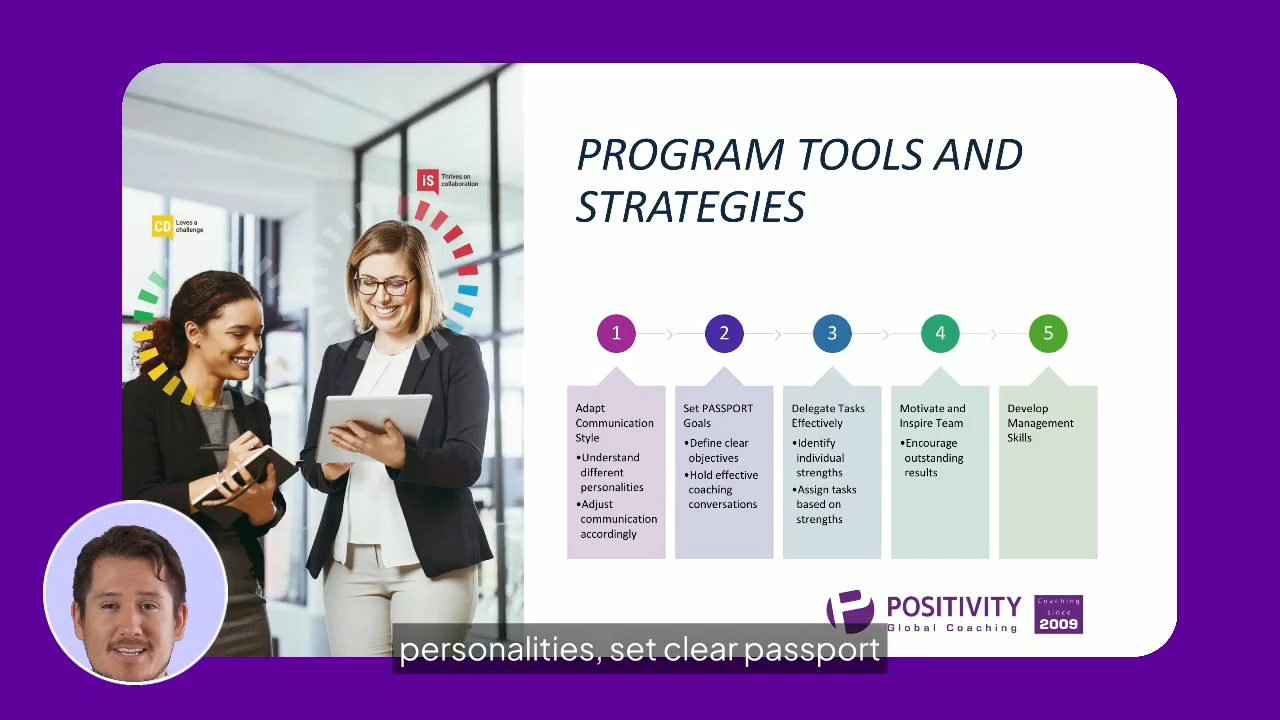 PROGRAM TOOLS AND
STRATEGIES
iS
Thrives on
collaboration
CD
Loves a
challenge
1
2
3
4
5
Adapt
Communication
Style
•Understand
different
personalities
•Adjust
communication
accordingly
Set PASSPORT
Goals
•Define clear
objectives
•Hold effective
coaching
conversations
Delegate Tasks
Effectively
•Identify
individual
strengths
•Assign tasks
based on
strengths
Motivate and
Inspire Team
•Encourage
outstanding
results
Develop
Management
Skills
POSITIVITY
Global Coaching
Coaching
since
2009
personalities, set clear passport